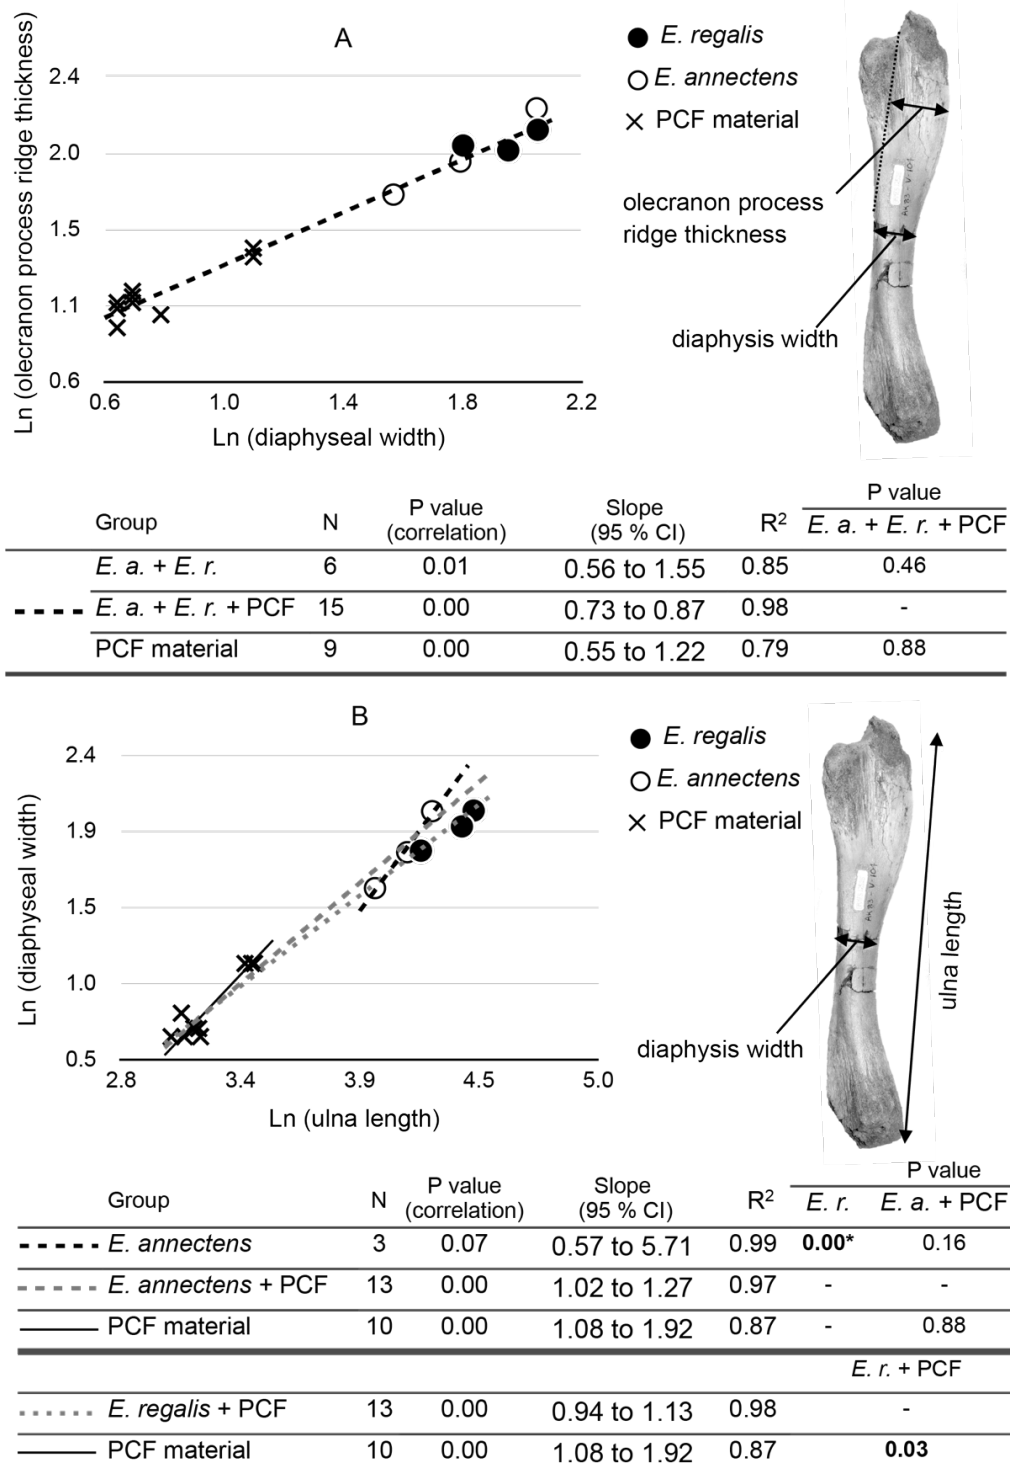 A
Ln (olecranon process ridge thickness)
2.4
2.0
1.5
1.1
0.6
0.6 1.0 1.4 1.8 2.2
Ln (diaphyseal width)
E. regalis
E. annectens
PCF material
olecranon process
ridge thickness
diaphysis width
P value
Group N P value (correlation) Slope (95 % CI) R² E. a. + E. r. + PCF
E. a. + E. r. 6 0.01 0.56 to 1.55 0.85 0.46
E. a. + E. r. + PCF 15 0.00 0.73 to 0.87 0.98 -
PCF material 9 0.00 0.55 to 1.22 0.79 0.88
B
Ln (diaphyseal width)
2.4
1.9
1.5
1.0
0.5
2.8 3.4 3.9 4.5 5.0
Ln (ulna length)
E. regalis
E. annectens
PCF material
ulna length
diaphysis width
P value
Group N P value (correlation) Slope (95 % CI) R² E. r. E. a. + PCF
E. annectens 3 0.07 0.57 to 5.71 0.99 0.00* 0.16
E. annectens + PCF 13 0.00 1.02 to 1.27 0.97 - -
PCF material 10 0.00 1.08 to 1.92 0.87 - 0.88
E. r. + PCF
E. regalis + PCF 13 0.00 0.94 to 1.13 0.98 -
PCF material 10 0.00 1.08 to 1.92 0.87 0.03